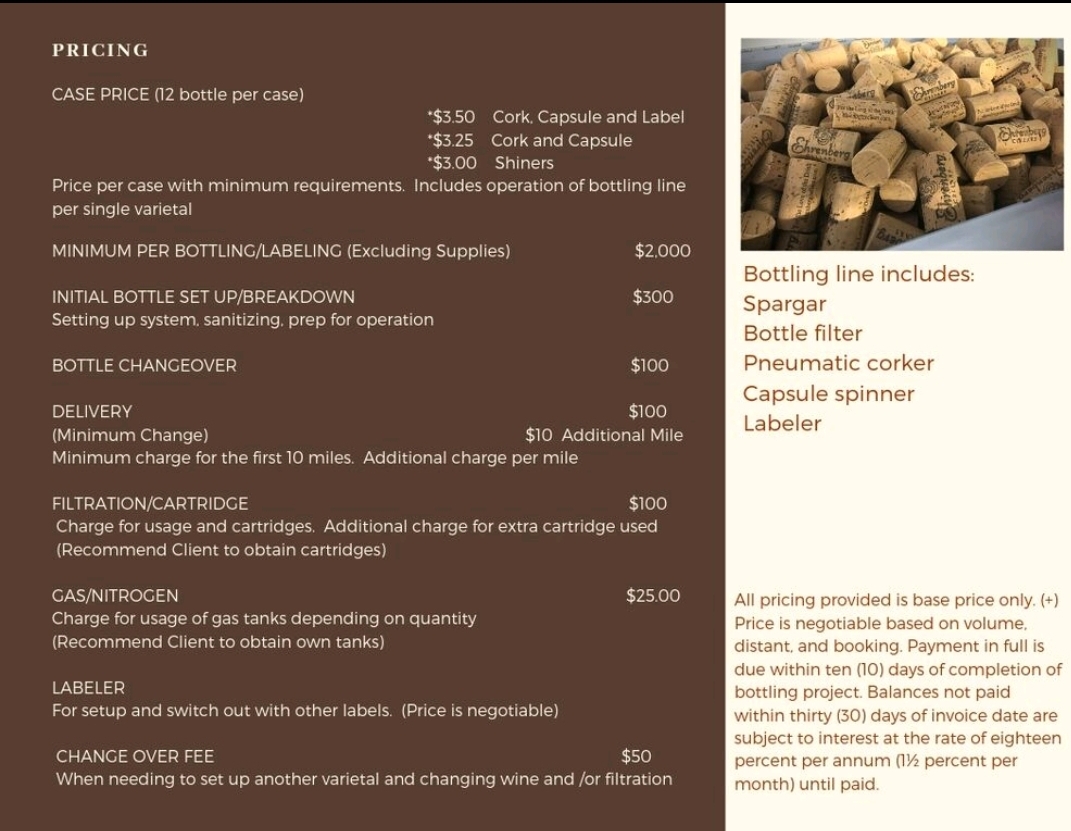 PRICING
CASE PRICE (12 bottle per case)
*$3.50 Cork, Capsule and Label
*$3.25 Cork and Capsule
*$3.00 Shiners
Price per case with minimum requirements. Includes operation of bottling line
per single varietal
MINIMUM PER BOTTLING/LABELING (Excluding Supplies) $2,000
INITIAL BOTTLE SET UP/BREAKDOWN $300
Setting up system, sanitizing, prep for operation
BOTTLE CHANGEOVER $100
DELIVERY $100
(Minimum Change) $10 Additional Mile
Minimum charge for the first 10 miles. Additional charge per mile
FILTRATION/CARTRIDGE $100
Charge for usage and cartridges. Additional charge for extra cartridge used
(Recommend Client to obtain cartridges)
GAS/NITROGEN $25.00
Charge for usage of gas tanks depending on quantity
(Recommend Client to obtain own tanks)
LABELER
For setup and switch out with other labels. (Price is negotiable)
CHANGE OVER FEE $50
When needing to set up another varietal and changing wine and /or filtration
Ehrenberg
Ehrenberg
Ehrenberg
Ehrenberg
Bottling line includes:
Spargar
Bottle filter
Pneumatic corker
Capsule spinner
Labeler
All pricing provided is base price only. (+)
Price is negotiable based on volume,
distant, and booking. Payment in full is
due within ten (10) days of completion of
bottling project. Balances not paid
within thirty (30) days of invoice date are
subject to interest at the rate of eighteen
percent per annum (1½ percent per
month) until paid.